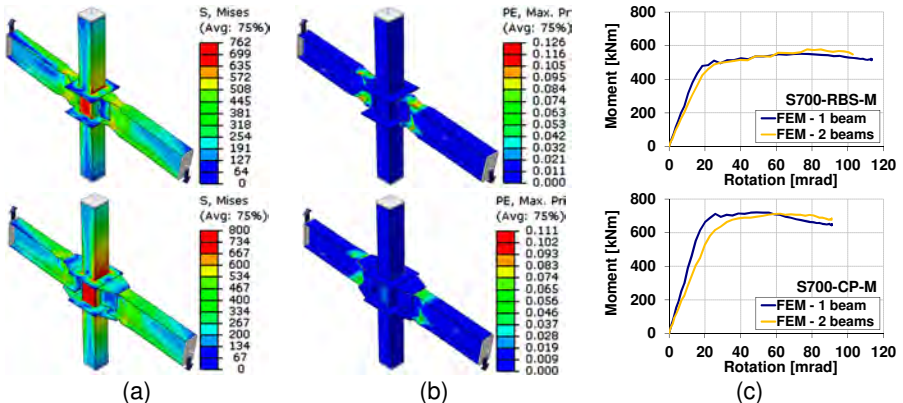 S, Mises
(Avg: 75%)
762
699
635
572
508
445
381
318
254
191
127
64
0
PE, Max. Pri
(Avg: 75%)
0.126
0.116
0.105
0.095
0.084
0.074
0.063
0.053
0.042
0.032
0.021
0.011
0.000
Moment [kNm]
800
600
400
200
0
S700-RBS-M
FEM - 1 beam
FEM - 2 beams
0 20 40 60 80 100 120
Rotation [mrad]
S, Mises
(Avg: 75%)
800
734
667
600
534
467
400
334
267
200
134
67
0
PE, Max. Pri
(Avg: 75%)
0.111
0.102
0.093
0.083
0.074
0.065
0.056
0.046
0.037
0.028
0.019
0.009
0.000
Moment [kNm]
800
600
400
200
0
S700-CP-M
FEM - 1 beam
FEM - 2 beams
0 20 40 60 80 100 120
Rotation [mrad]
(a)
(b)
(c)